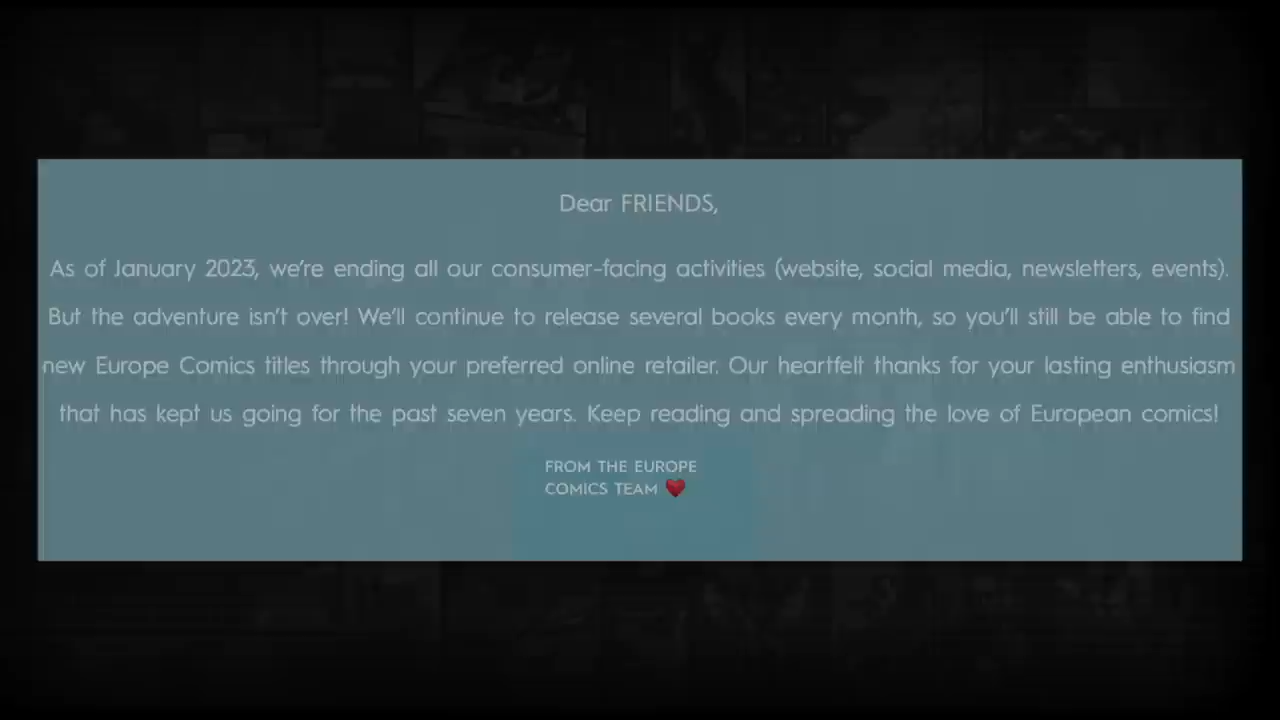 Dear FRIENDS,
As of January 2023, we're ending all our consumer-facing activities (website, social media, newsletters, events).
But the adventure isn't over! We'll continue to release several books every month, so you'll still be able to find
new Europe Comics titles through your preferred online retailer. Our heartfelt thanks for your lasting enthusiasm
that has kept us going for the past seven years. Keep reading and spreading the love of European comics!
FROM THE EUROPE
COMICS TEAM ❤️